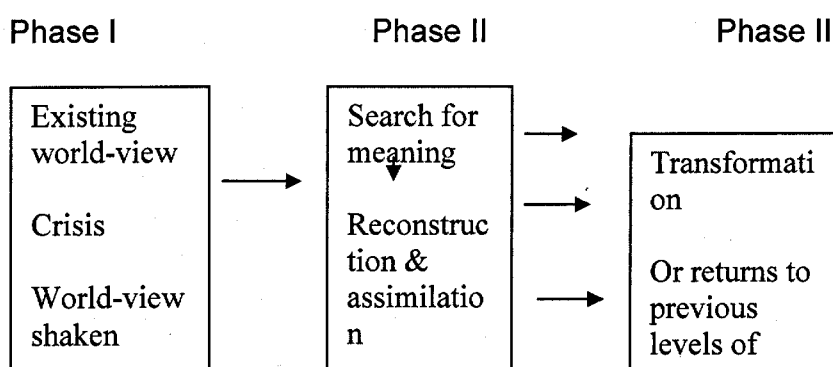 Phase I
Phase II
Phase II
Existing
world-view
Crisis
World-view
shaken
Search for
meaning
Reconstruc
tion &
assimilatio
n
Transformati
on
Or returns to
previous
levels of